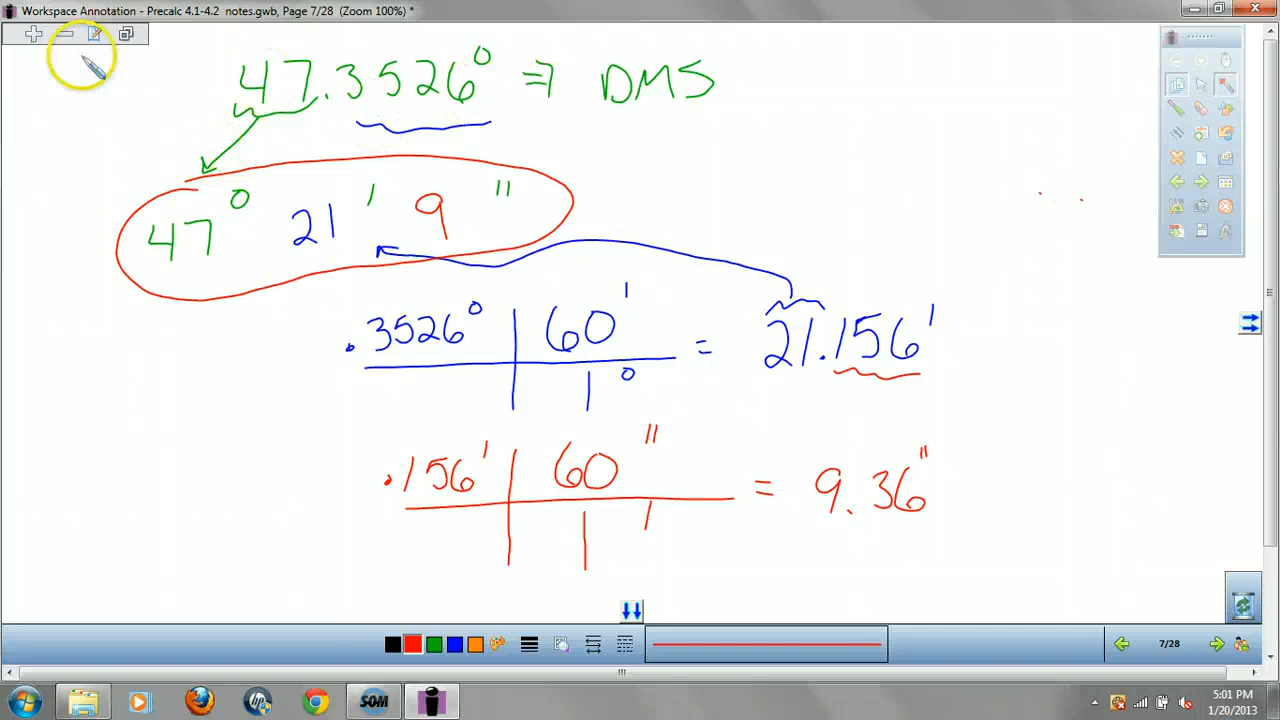 Workspace Annotation - Precalc 4.1-4.2 notes.gwb, Page 7/28 (Zoom 100%) *
47.3526° ⇒ DMS
47° 21' 9"
.3526° | 60' = 21.156'
1°
.156' | 60" = 9.36"
1'
7/28
SOM
5:01 PM
1/20/2013